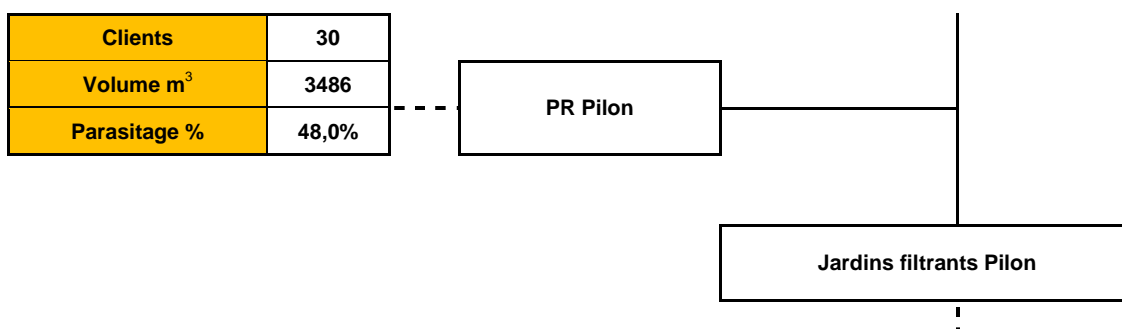 Clients 30
Volume m³ 3486
Parasitage % 48,0%
PR Pilon
Jardins filtrants Pilon